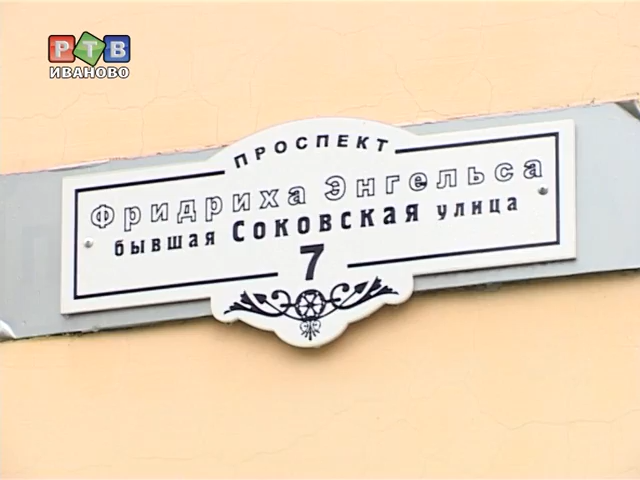 РТВ
ИВАНОВО
ПРОСПЕКТ
Фридриха Энгельса
бывшая Соковская улица
7